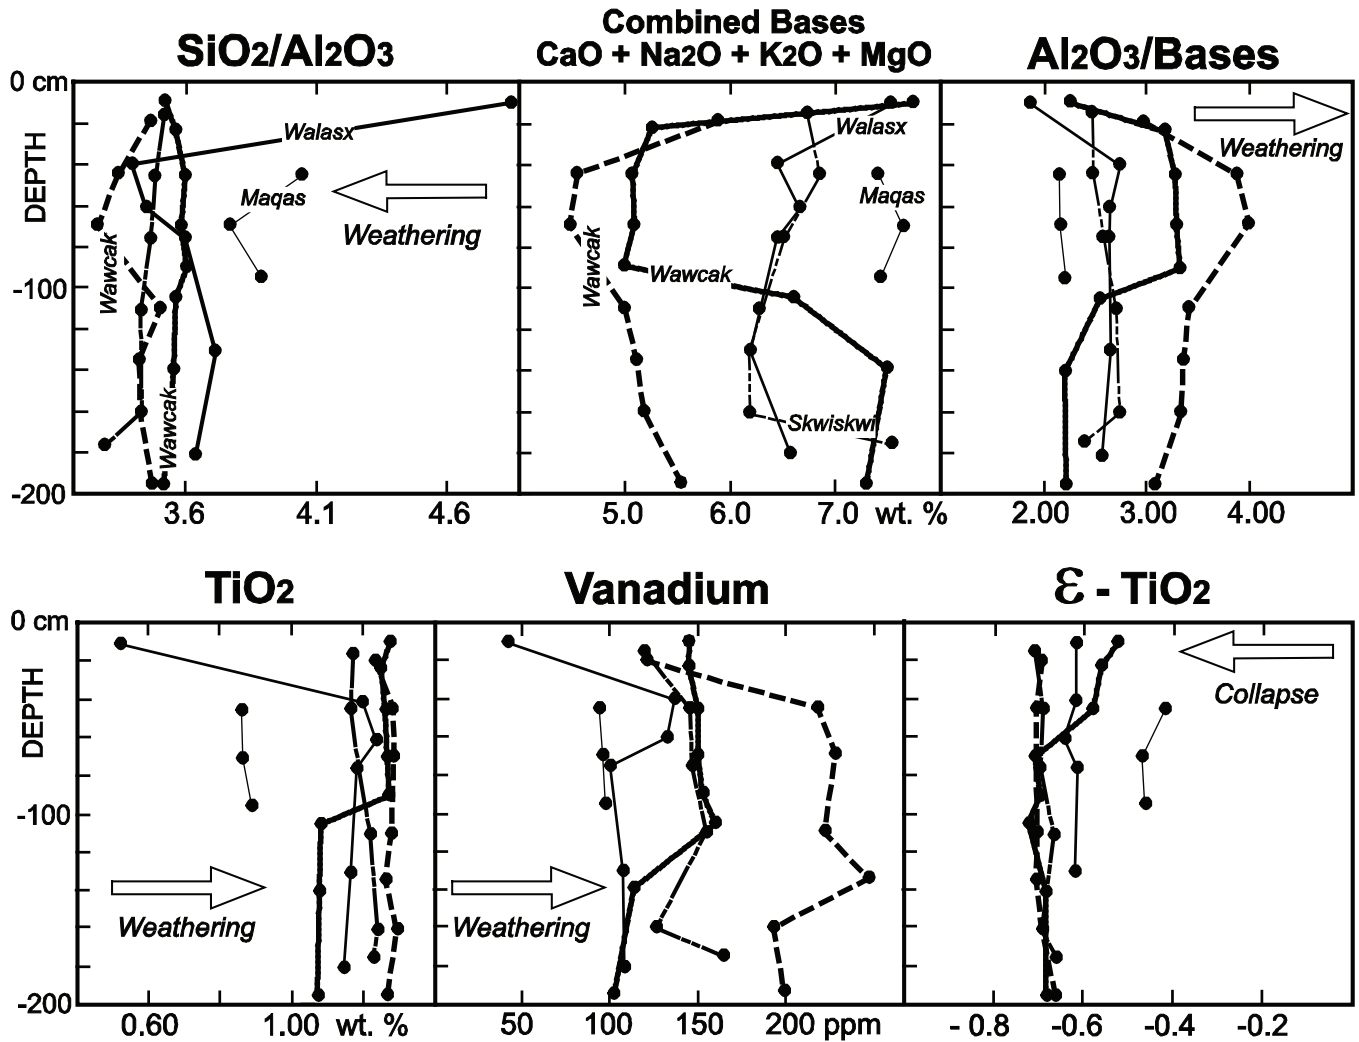 SiO2/Al2O3
Combined Bases
CaO + Na2O + K2O + MgO
Al2O3/Bases
0 cm
-100
-200
DEPTH
Walasx
Maqas
Weathering
Wawcak
Wawcak
3.6 4.1 4.6
Walasx
Maqas
Wawcak
Wawcak
Skwiskwi
5.0 6.0 7.0 wt. %
Weathering
2.00 3.00 4.00
TiO2
Vanadium
ε - TiO2
0 cm
-100
-200
DEPTH
Weathering
0.60 1.00 wt. %
Weathering
50 100 150 200 ppm
Collapse
- 0.8 -0.6 -0.4 -0.2